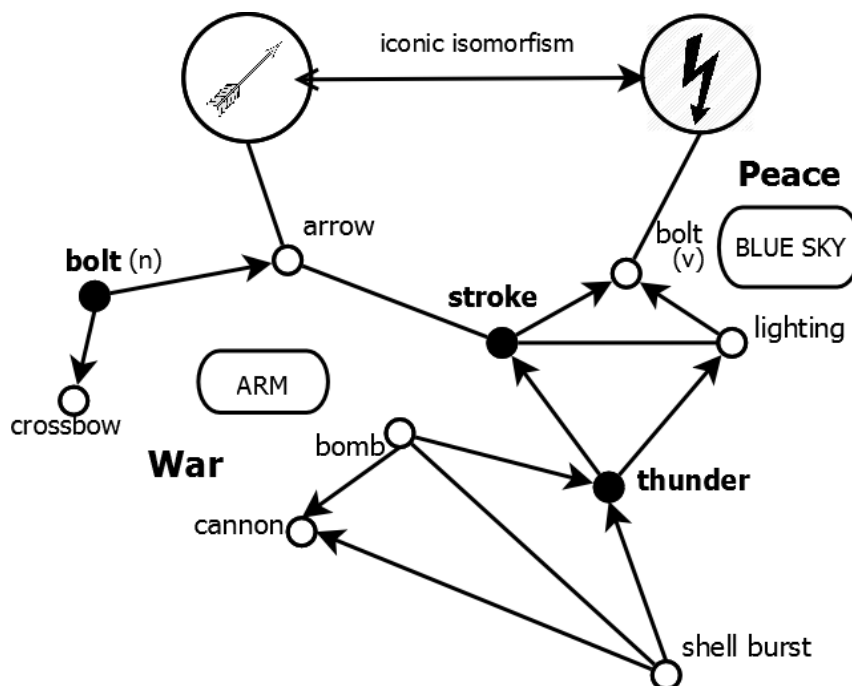 iconic isomorfism
Peace
arrow
bolt
(v)
BLUE SKY
bolt (n)
stroke
lighting
ARM
crossbow
bomb
War
thunder
cannon
shell burst